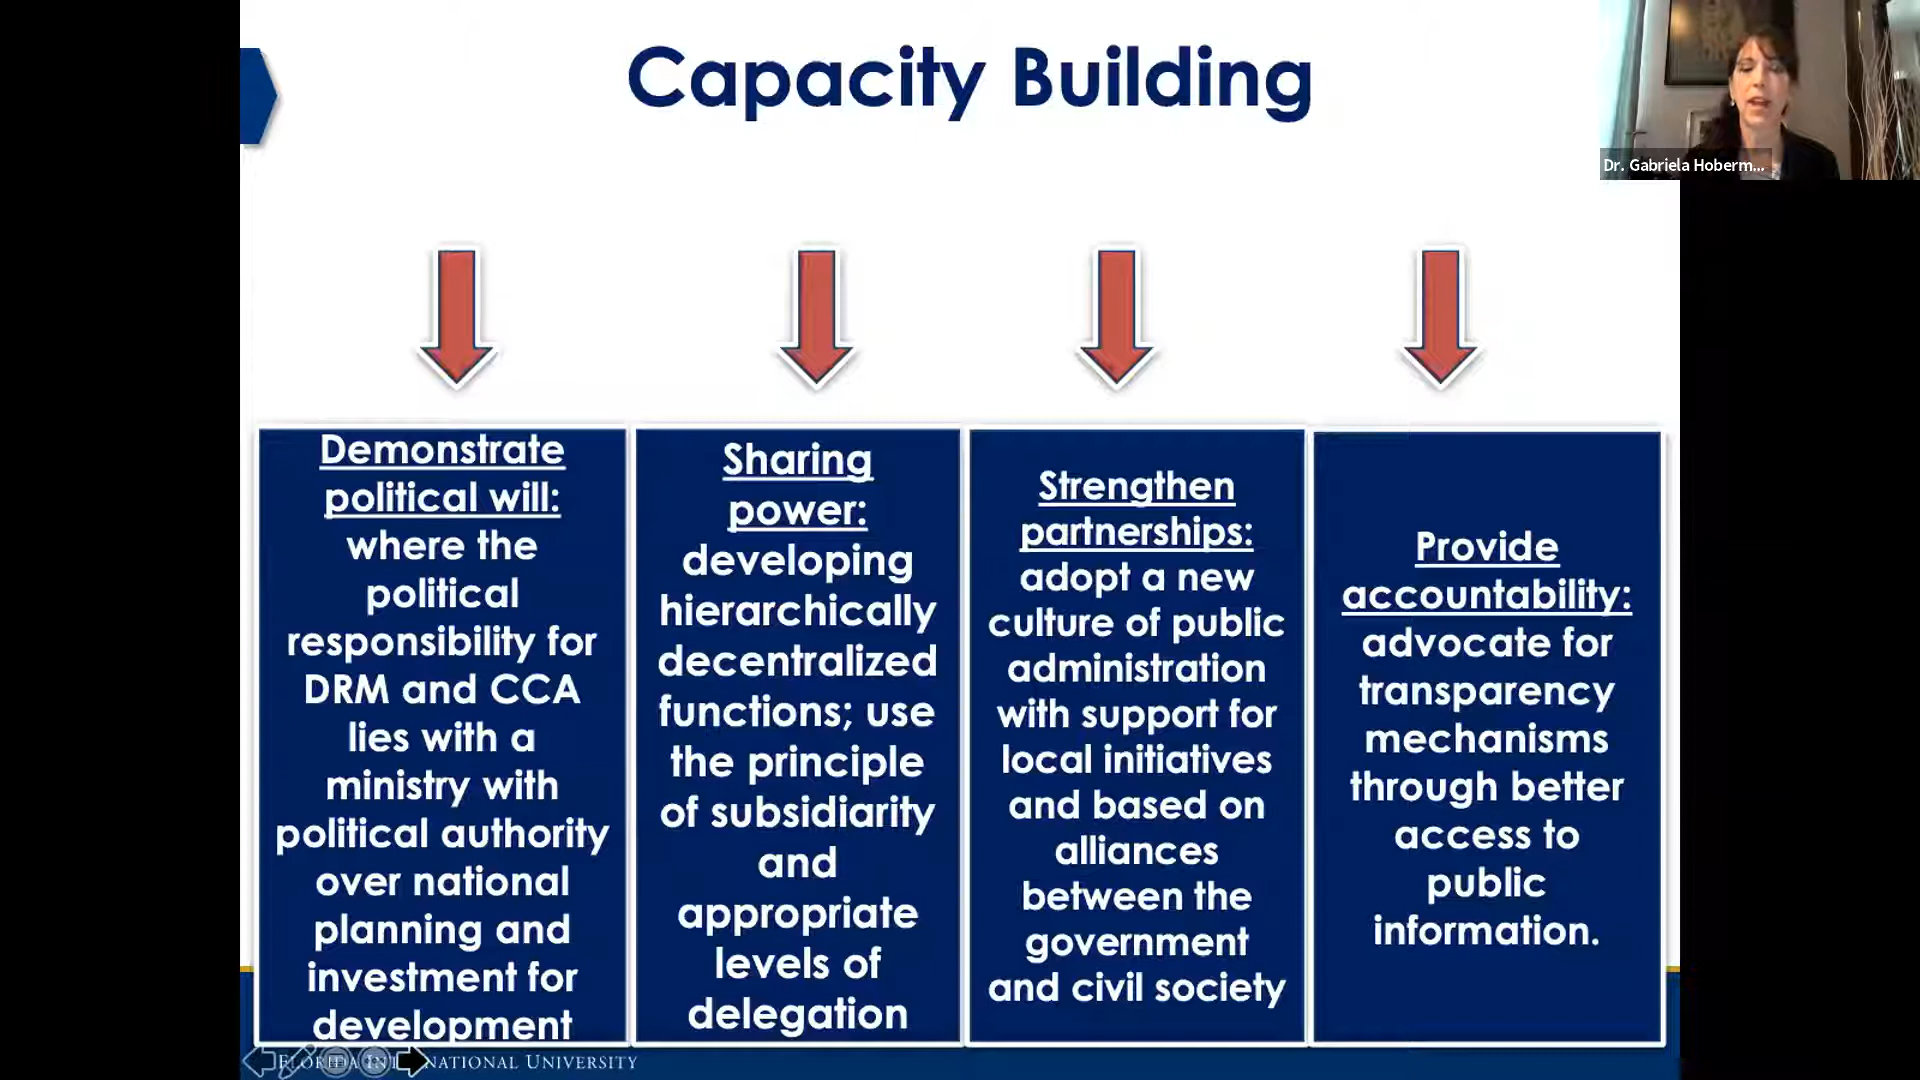 Capacity Building
Dr. Gabriela Hoberm...
Demonstrate
political will:
where the
political
responsibility for
DRM and CCA
lies with a
ministry with
political authority
over national
planning and
investment for
development
Sharing
power:
developing
hierarchically
decentralized
functions; use
the principle
of subsidiarity
and
appropriate
levels of
delegation
Strengthen
partnerships:
adopt a new
culture of public
administration
with support for
local initiatives
and based on
alliances
between the
government
and civil society
Provide
accountability:
advocate for
transparency
mechanisms
through better
access to
public
information.
FLORIDA INTERNATIONAL UNIVERSITY